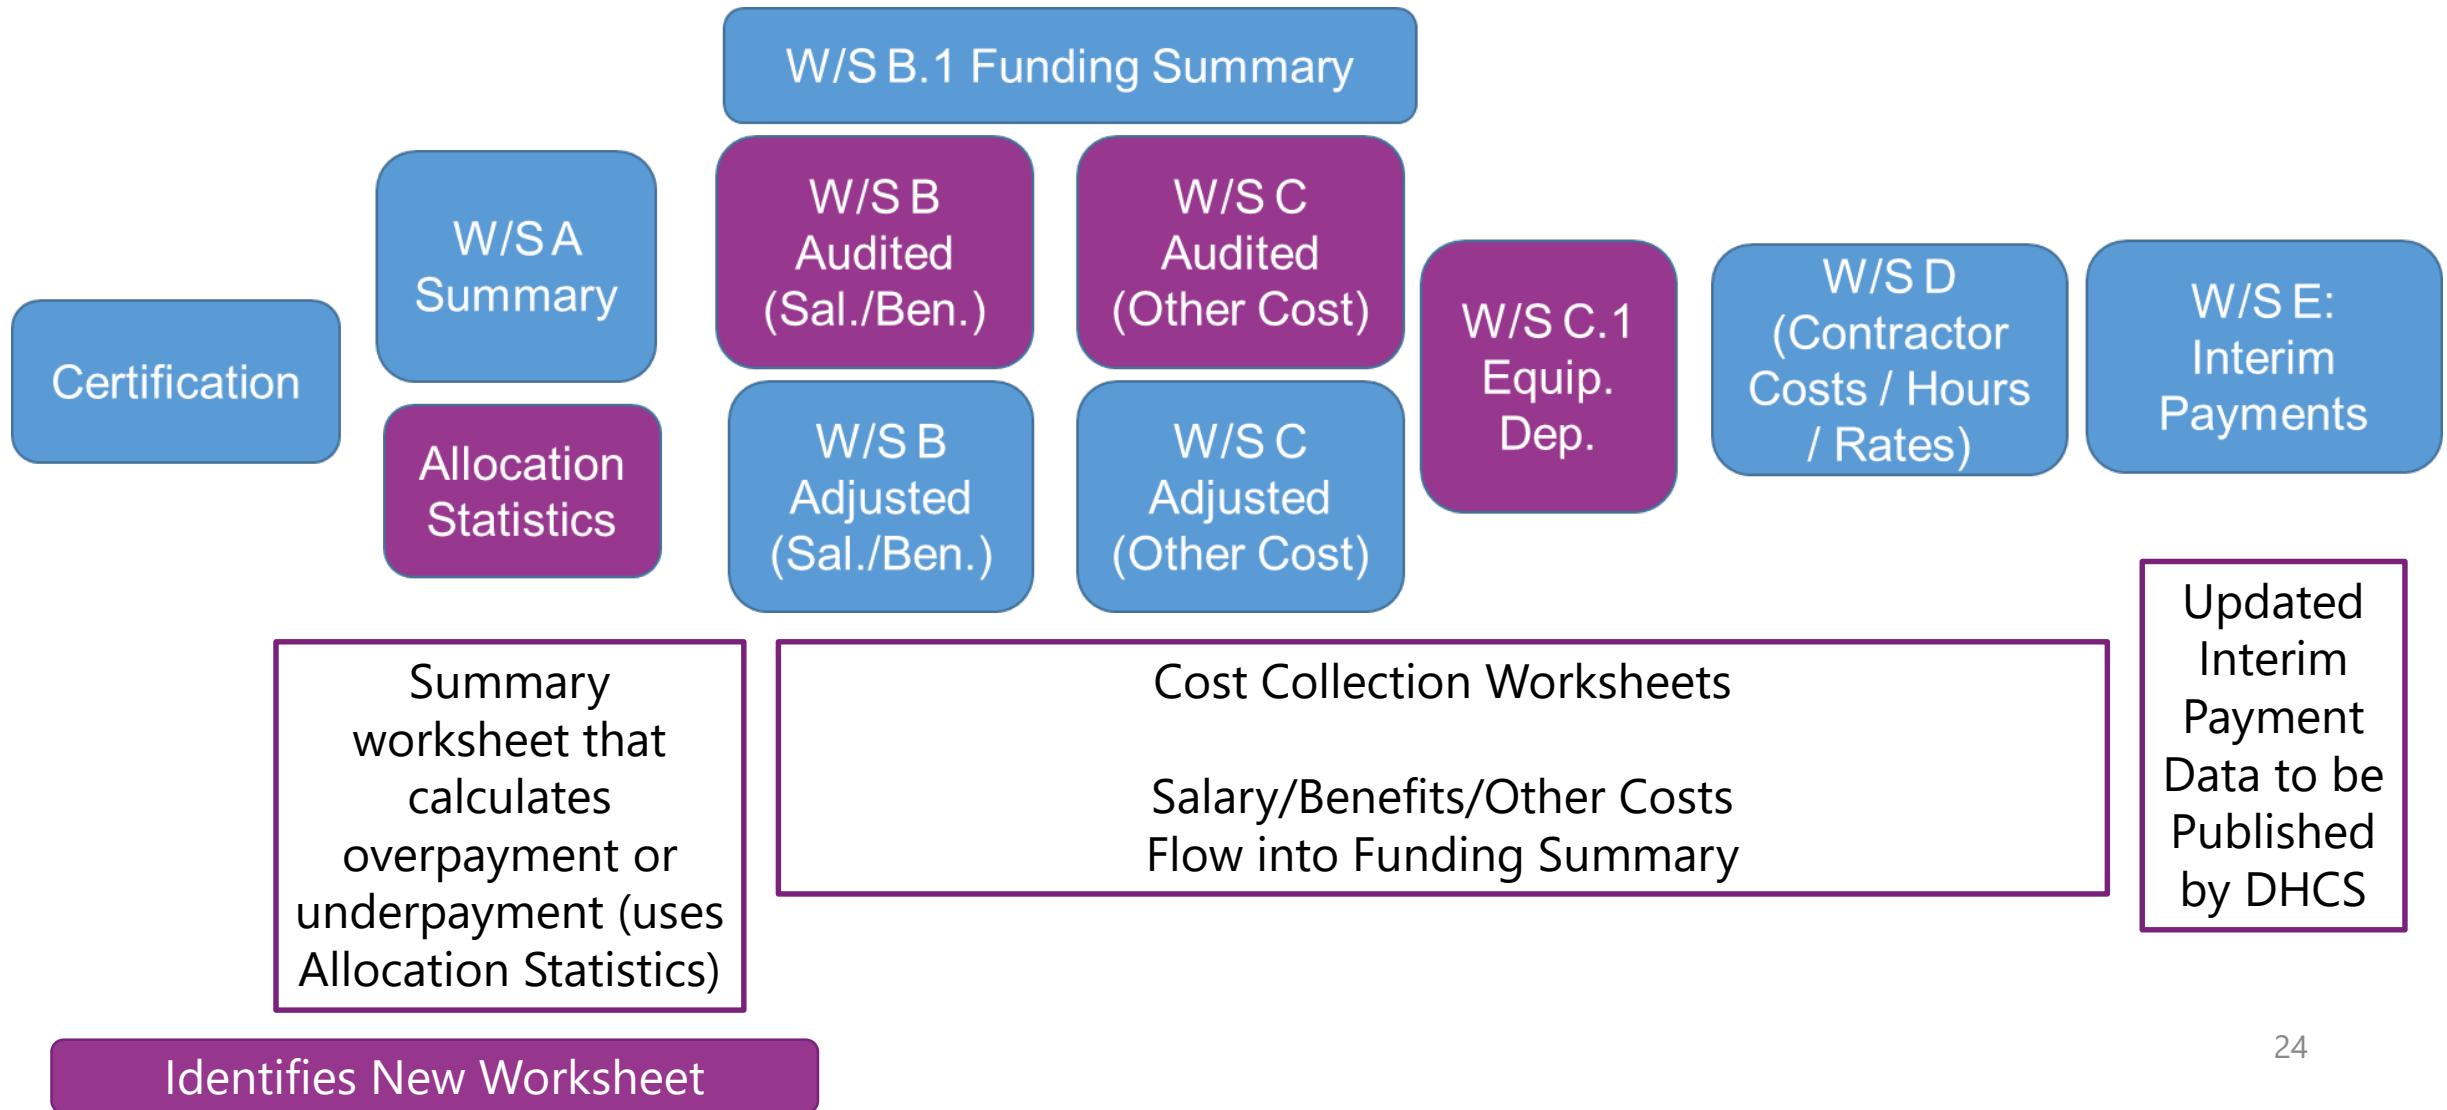 W/S B.1 Funding Summary
Certification
W/S A
Summary
Allocation
Statistics
W/S B
Audited
(Sal./Ben.)
W/S C
Audited
(Other Cost)
W/S B
Adjusted
(Sal./Ben.)
W/S C
Adjusted
(Other Cost)
W/S C.1
Equip.
Dep.
W/S D
(Contractor
Costs / Hours
/ Rates)
W/S E:
Interim
Payments
Summary
worksheet that
calculates
overpayment or
underpayment (uses
Allocation Statistics)
Cost Collection Worksheets
Salary/Benefits/Other Costs
Flow into Funding Summary
Updated
Interim
Payment
Data to be
Published
by DHCS
Identifies New Worksheet
24